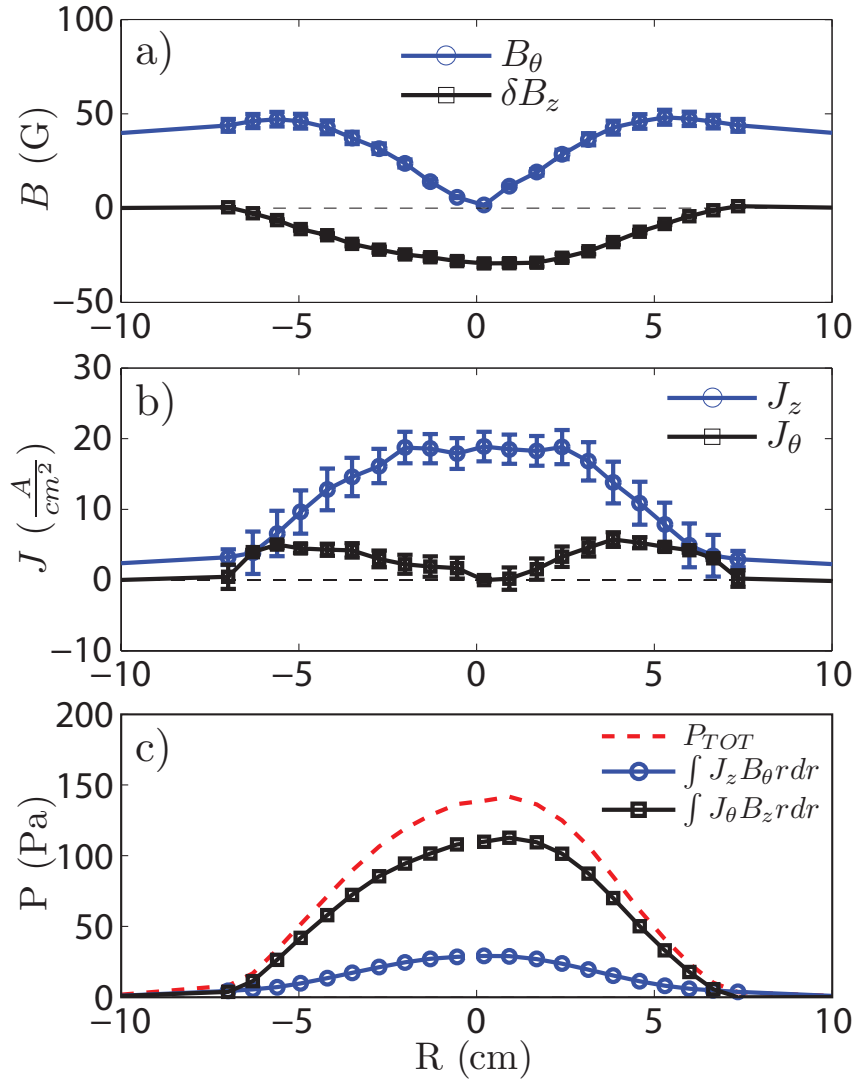 a)
B_θ
δB_z
B (G)
100
50
0
−50
−10 −5 0 5 10
b)
J_z
J_θ
J (A/cm²)
30
20
10
0
−10
−10 −5 0 5 10
c)
P_TOT
∫ J_z B_θ rdr
∫ J_θ B_z rdr
P (Pa)
200
150
100
50
0
−10 −5 0 5 10
R (cm)